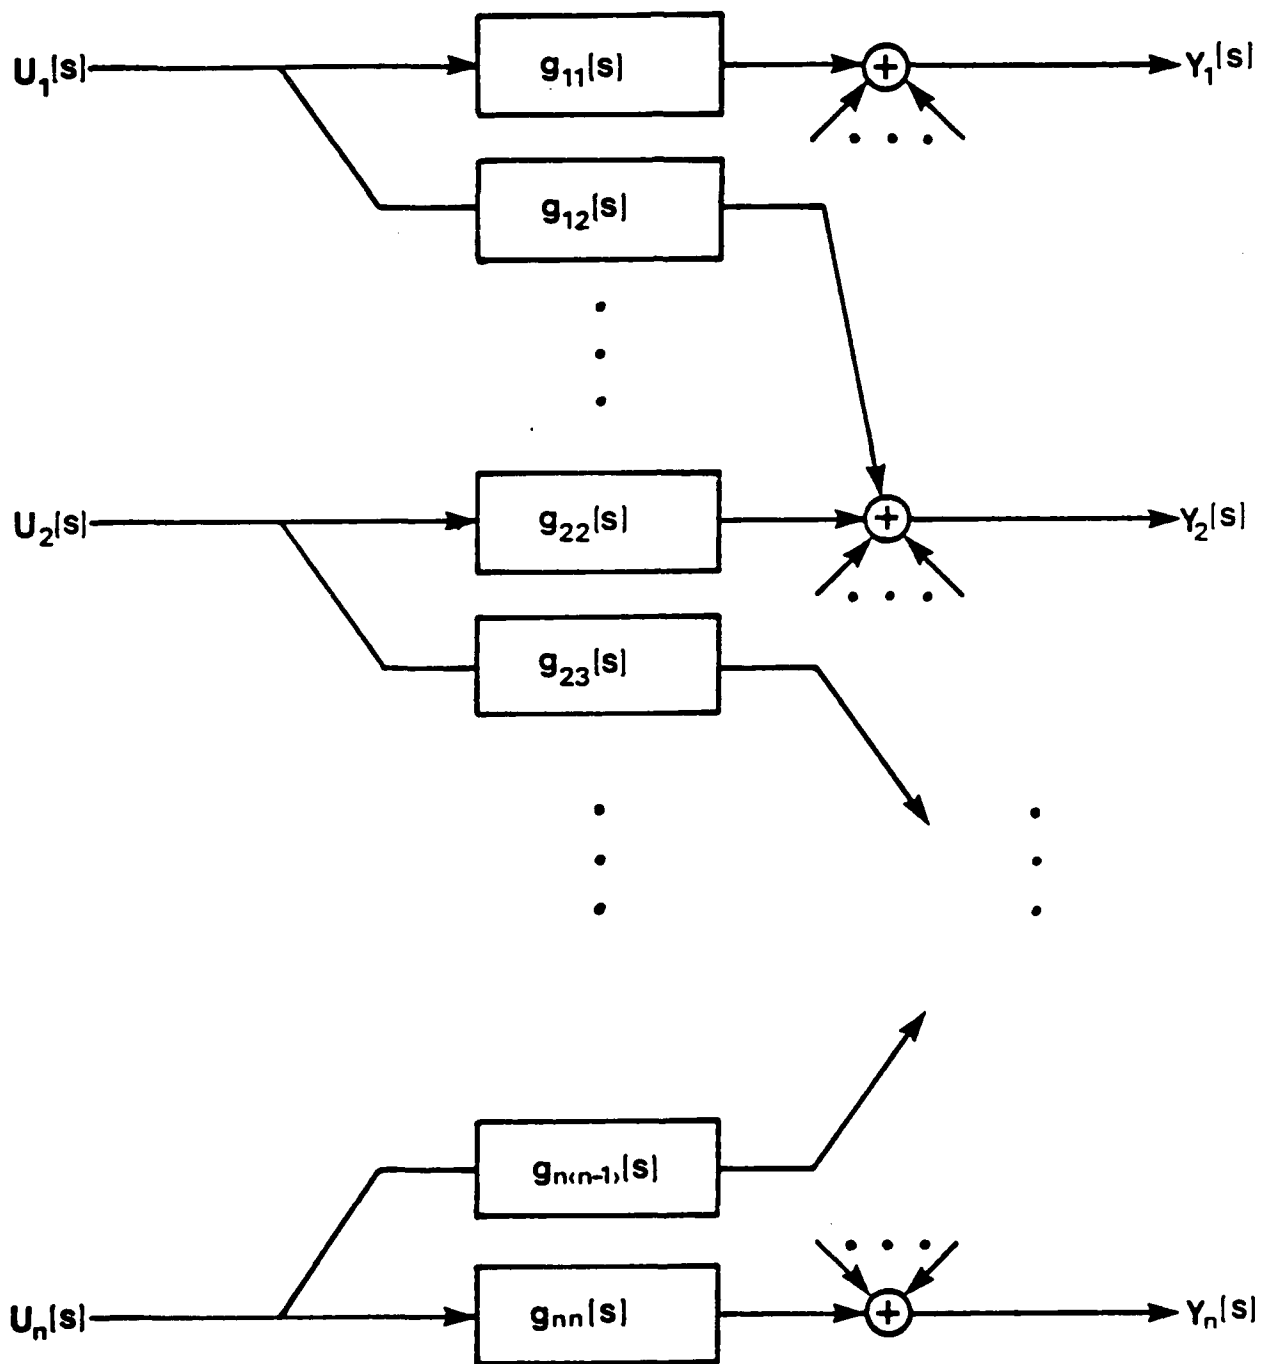 U₁(s) g₁₁(s) + Y₁(s)
g₁₂(s)
U₂(s) g₂₂(s) + Y₂(s)
g₂₃(s)
gₙ₍ₙ₋₁₎(s)
Uₙ(s) gₙₙ(s) + Yₙ(s)